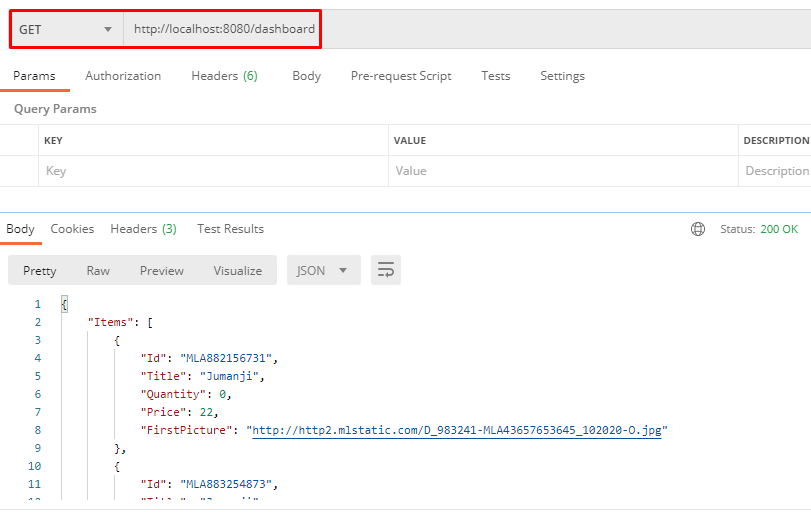 GET http://localhost:8080/dashboard
Params Authorization Headers (6) Body Pre-request Script Tests Settings
Query Params
KEY VALUE DESCRIPTION
Key Value Description
Body Cookies Headers (3) Test Results Status: 200 OK
Pretty Raw Preview Visualize JSON
1 {
2 "Items": [
3 {
4 "Id": "MLA882156731",
5 "Title": "Jumanji",
6 "Quantity": 0,
7 "Price": 22,
8 "FirstPicture": "http://http2.mlstatic.com/D_983241-MLA43657653645_102020-O.jpg"
9 },
10 {
11 "Id": "MLA883254873",